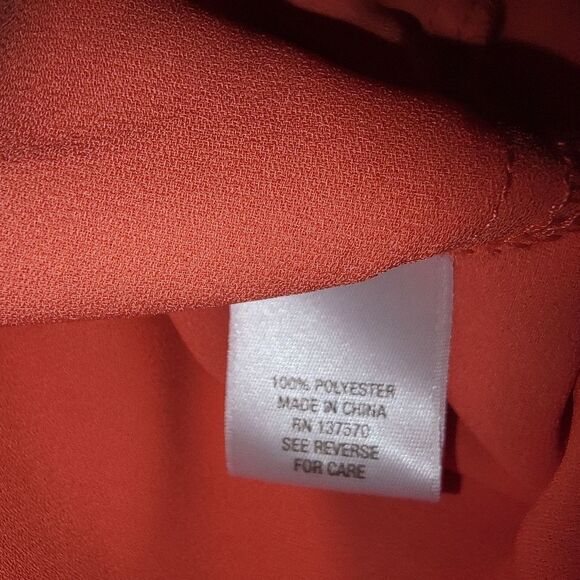 100% POLYESTER
MADE IN CHINA
RN 137570
SEE REVERSE
FOR CARE